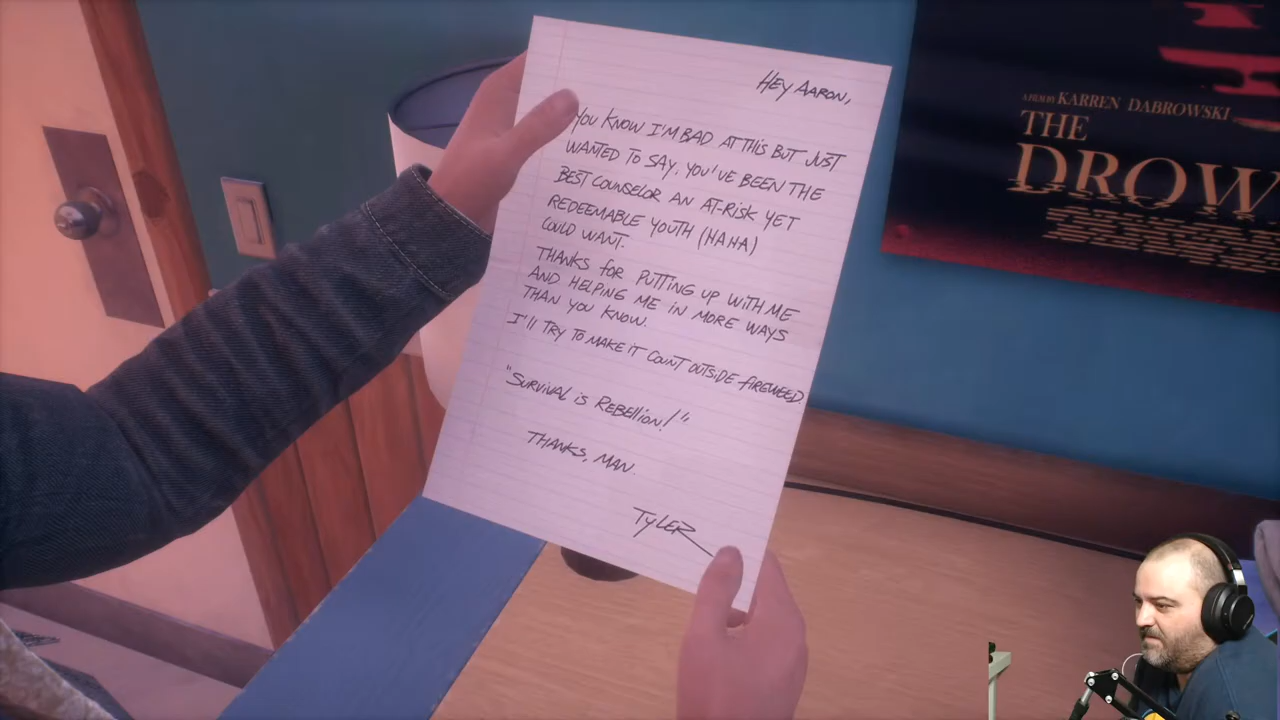 HEY AARON,
YOU KNOW I'M BAD AT THIS BUT JUST
WANTED TO SAY, YOU'VE BEEN THE
BEST COUNSELOR AN AT-RISK YET
REDEEMABLE YOUTH (HAHA)
COULD WANT.
THANKS FOR PUTTING UP WITH ME
AND HELPING ME IN MORE WAYS
THAN YOU KNOW.
I'll TRY TO MAKE IT COUNT OUTSIDE FIREWEED.
"SURVIVAL iS REBELLION!"
THANKS, MAN.
TYLER
A FILM BY KARREN DABROWSKI
THE
DROW